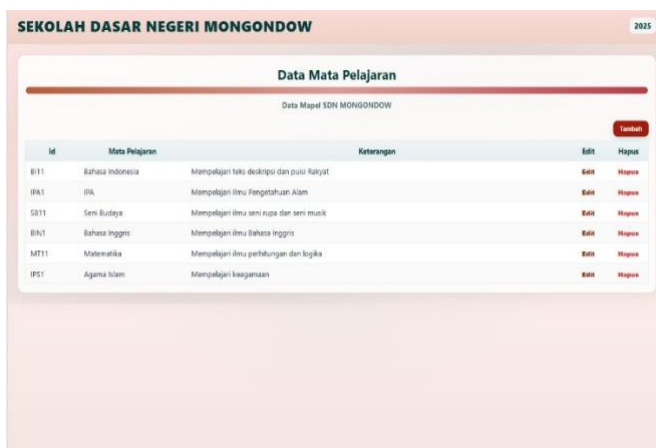 SEKOLAH DASAR NEGERI MONGONDOW 2025
Data Mata Pelajaran
Data Mapel SDN MONGONDOW
Tambah
Id Mata Pelajaran Keterangan Edit Hapus
BI11 Bahasa Indonesia Mempelajari teks deskripsi dan puisi Rakyat Edit Hapus
IPA1 IPA Mempelajari Ilmu Pengetahuan Alam Edit Hapus
SB11 Seni Budaya Mempelajari ilmu seni rupa dan seni musik Edit Hapus
BIN1 Bahasa Inggris Mempelajari ilmu Bahasa Inggris Edit Hapus
MT11 Matematika Mempelajari ilmu perhitungan dan logika Edit Hapus
IPS1 Agama Islam Mempelajari keagamaan Edit Hapus